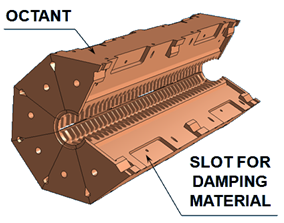 OCTANT
SLOT FOR
DAMPING
MATERIAL